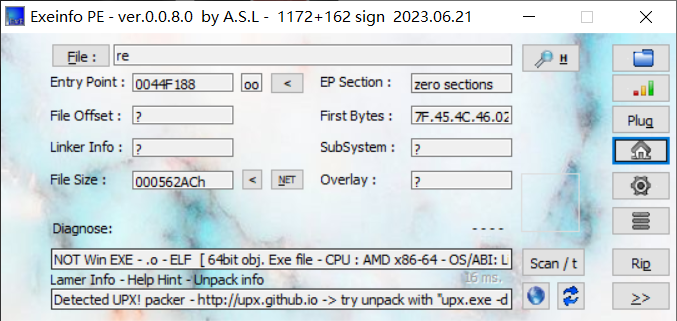 Exeinfo PE - ver.0.0.8.0 by A.S.L - 1172+162 sign 2023.06.21
File : re H
Entry Point : 0044F188 oo < EP Section : zero sections
File Offset : ? First Bytes : 7F.45.4C.46.02 Plug
Linker Info : ? SubSystem : ?
File Size : 000562ACh < NET Overlay : ?
Diagnose: ----
NOT Win EXE - .o - ELF [ 64bit obj. Exe file - CPU : AMD x86-64 - OS/ABI: L Scan / t Rip
Lamer Info - Help Hint - Unpack info 16 ms.
Detected UPX! packer - http://upx.github.io -> try unpack with "upx.exe -d >>